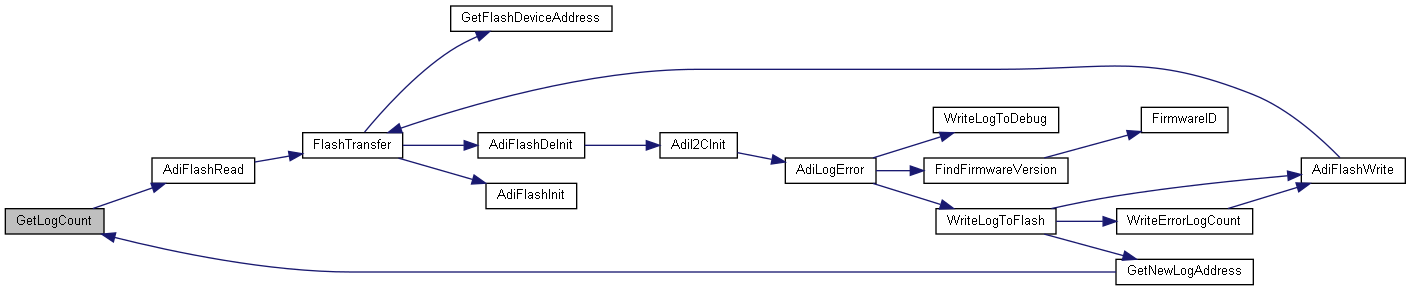 GetFlashDeviceAddress
WriteLogToDebug
FirmwareID
FlashTransfer
AdiFlashDeInit
AdiI2CInit
AdiFlashRead
AdiLogError
FindFirmwareVersion
AdiFlashWrite
AdiFlashInit
GetLogCount
WriteLogToFlash
WriteErrorLogCount
GetNewLogAddress